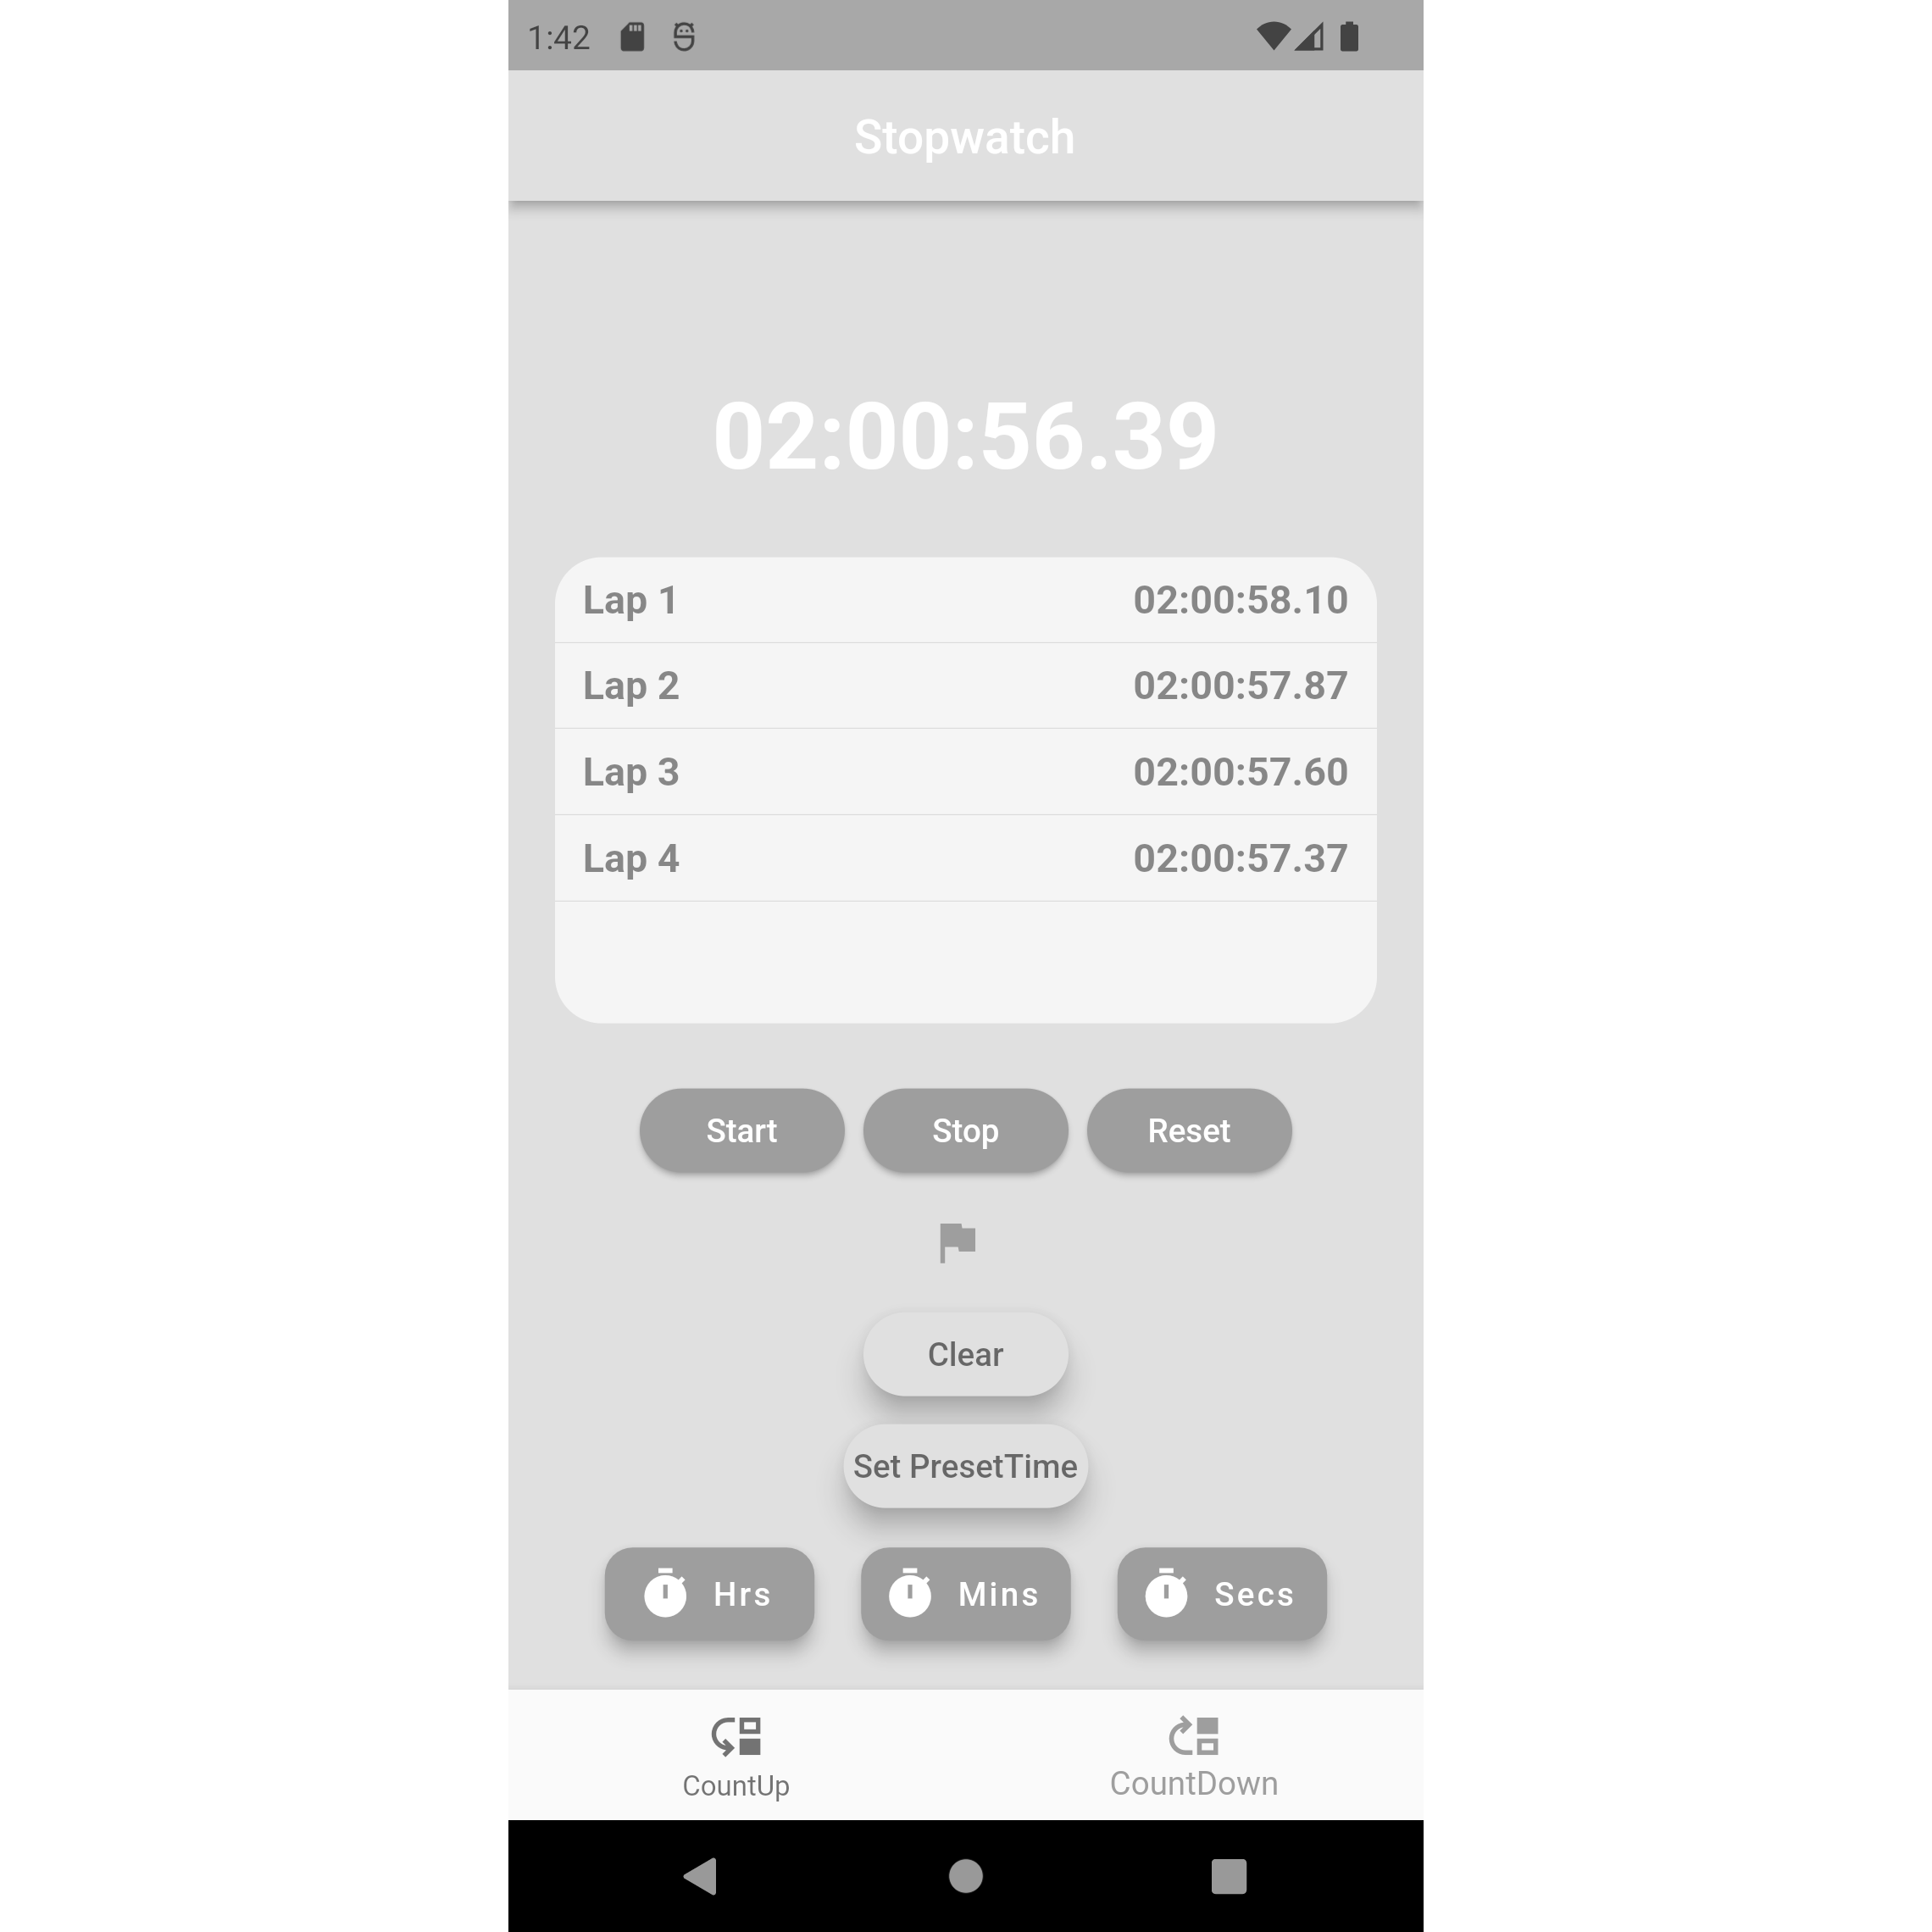 1:42
Stopwatch
02:00:56.39
Lap 1 02:00:58.10
Lap 2 02:00:57.87
Lap 3 02:00:57.60
Lap 4 02:00:57.37
Start Stop Reset
Clear
Set PresetTime
Hrs Mins Secs
CountUp CountDown